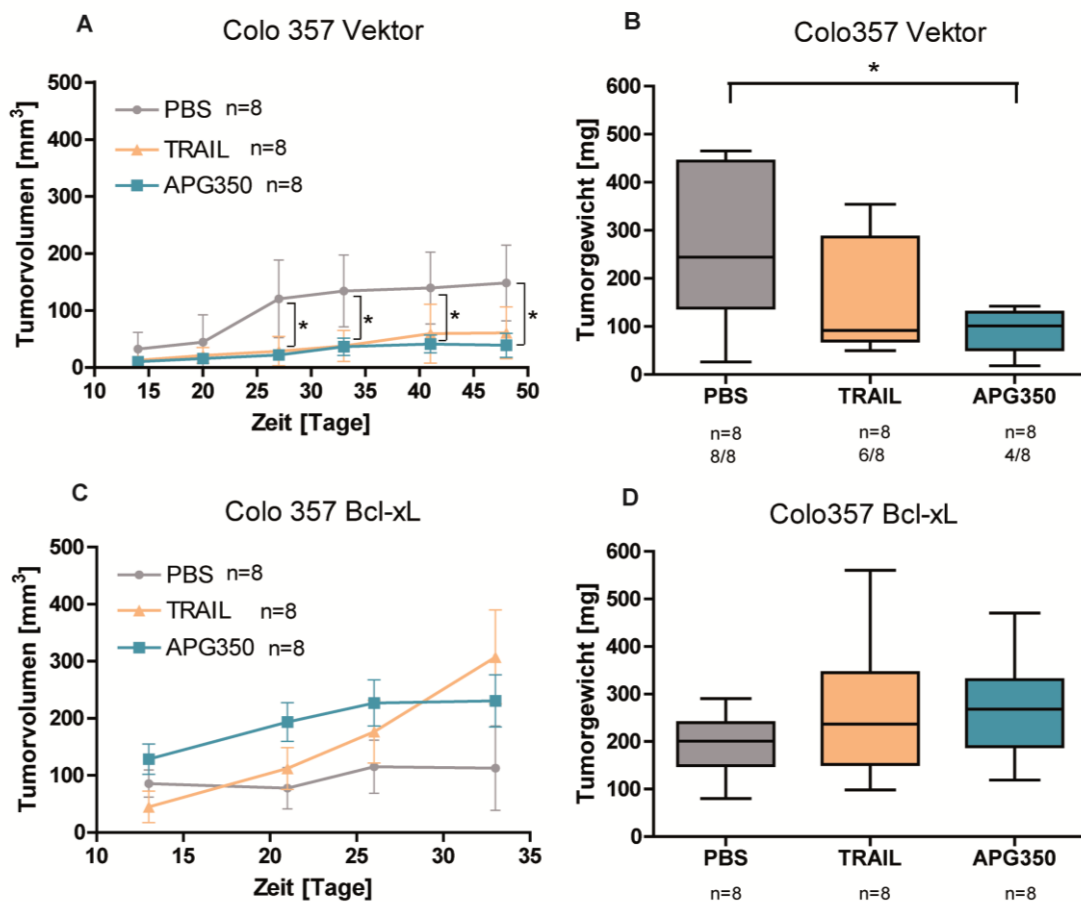 A
Colo 357 Vektor
Tumorvolumen [mm³]
500
400
300
200
100
0
PBS n=8
TRAIL n=8
APG350 n=8
* * * *
10 15 20 25 30 35 40 45 50
Zeit [Tage]
B
Colo357 Vektor
Tumorgewicht [mg]
600
500
400
300
200
100
0
*
PBS TRAIL APG350
n=8 n=8 n=8
8/8 6/8 4/8
C
Colo 357 Bcl-xL
Tumorvolumen [mm³]
500
400
300
200
100
0
PBS n=8
TRAIL n=8
APG350 n=8
10 15 20 25 30 35
Zeit [Tage]
D
Colo357 Bcl-xL
Tumorgewicht [mg]
600
500
400
300
200
100
0
PBS TRAIL APG350
n=8 n=8 n=8